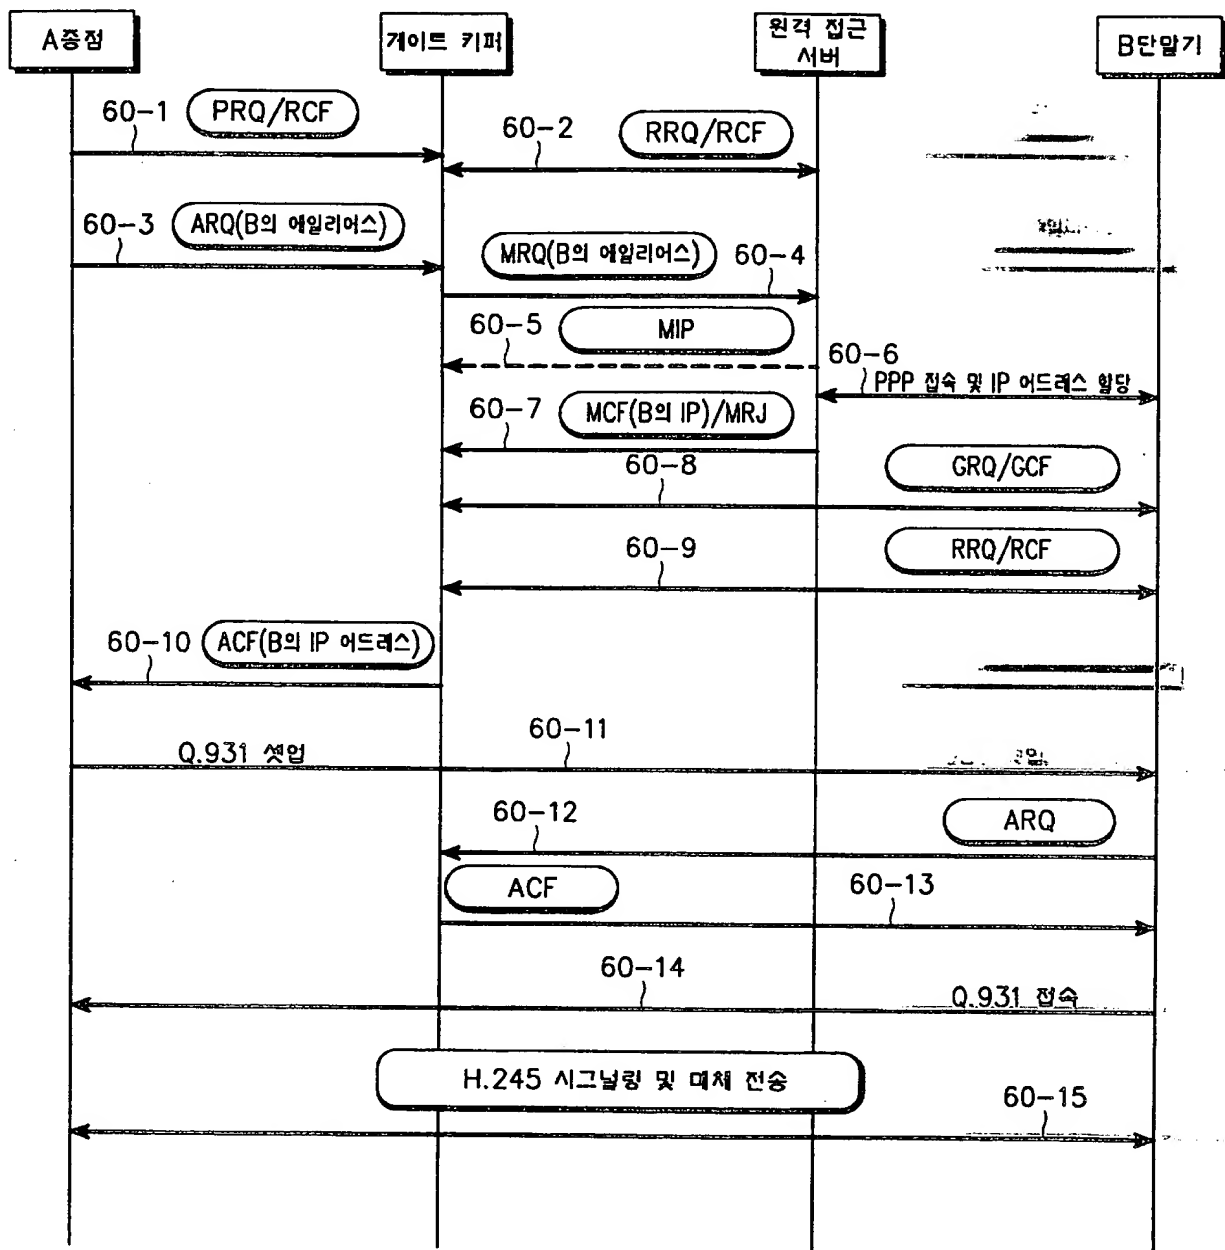 A종점
게이트 키퍼
원격 접근
서버
B단말기
60-1
PRQ/RCF
60-2
RRQ/RCF
60-3
ARQ(B의 에일리어스)
MRQ(B의 에일리어스)
60-4
60-5
MIP
60-6
PPP 접속 및 IP 어드레스 할당
60-7
MCF(B의 IP)/MRJ
60-8
GRQ/GCF
60-9
RRQ/RCF
60-10
ACF(B의 IP 어드레스)
60-11
Q.931 셋업
60-12
ARQ
ACF
60-13
60-14
Q.931 접속
H.245 시그널링 및 매체 전송
60-15